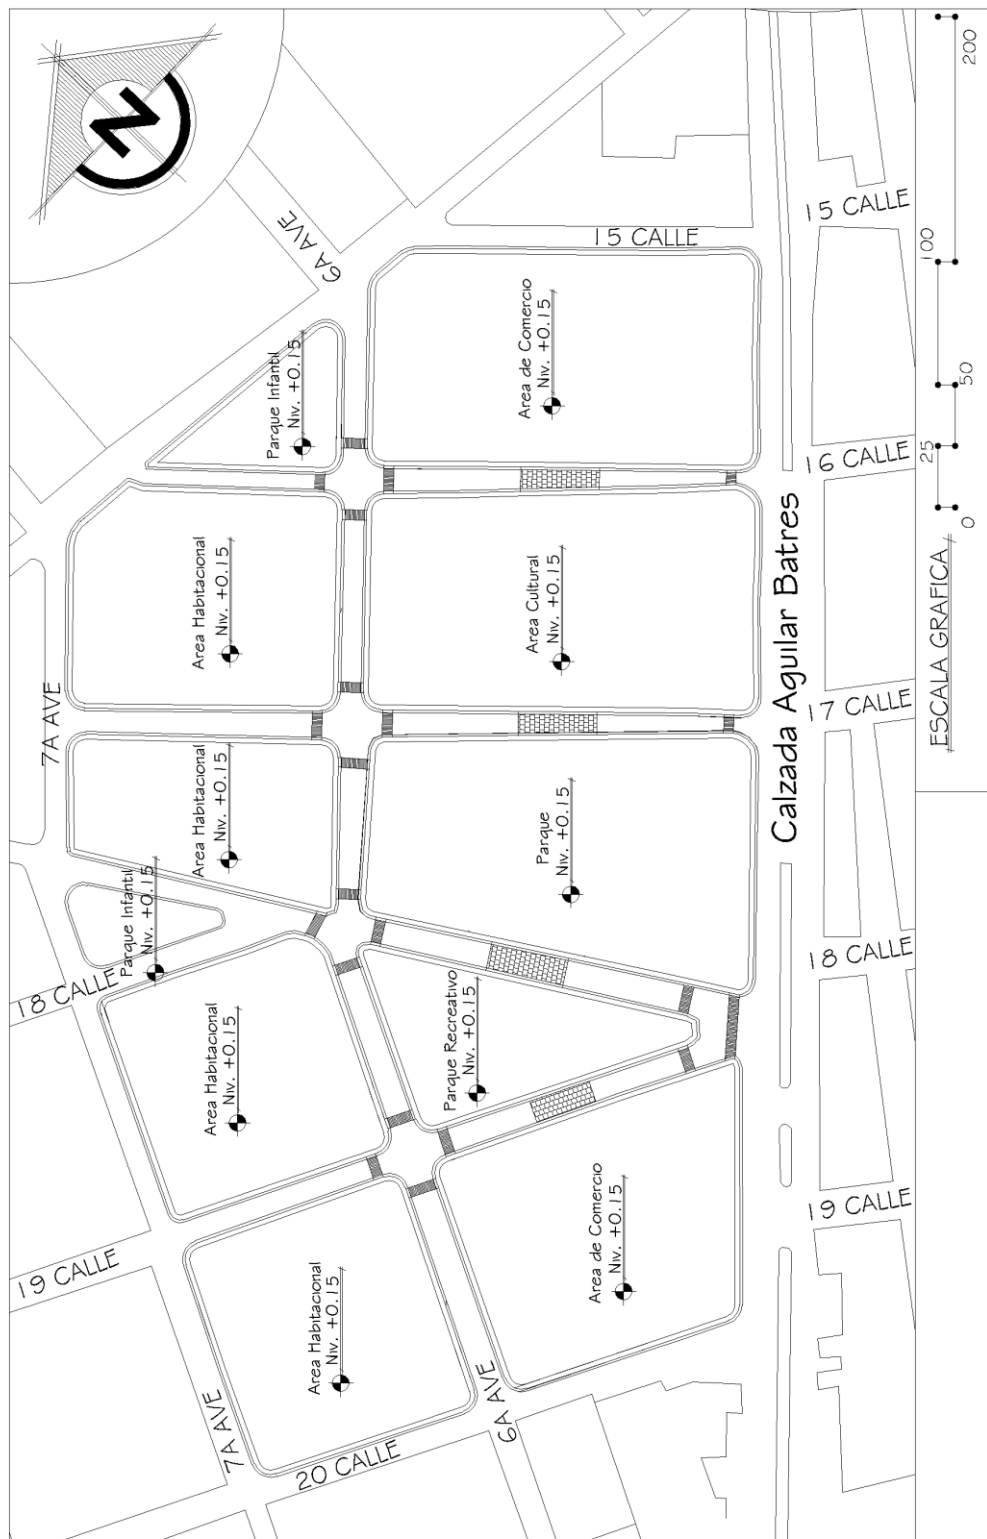 N
200
15 CALLE
15 CALLE
6A AVE
100
Area de Comercio
Niv. +0.15
Parque Infantil
Niv. +0.15
50
16 CALLE
25
0
Area Habitacional
Niv. +0.15
Area Cultural
Niv. +0.15
Calzada Aguilar Batres
ESCALA GRAFICA
7A AVE
17 CALLE
Area Habitacional
Niv. +0.15
Parque
Niv. +0.15
Parque Infantil
Niv. +0.15
18 CALLE
18 CALLE
Area Habitacional
Niv. +0.15
Parque Recreativo
Niv. +0.15
19 CALLE
19 CALLE
Area de Comercio
Niv. +0.15
Area Habitacional
Niv. +0.15
7A AVE
6A AVE
20 CALLE